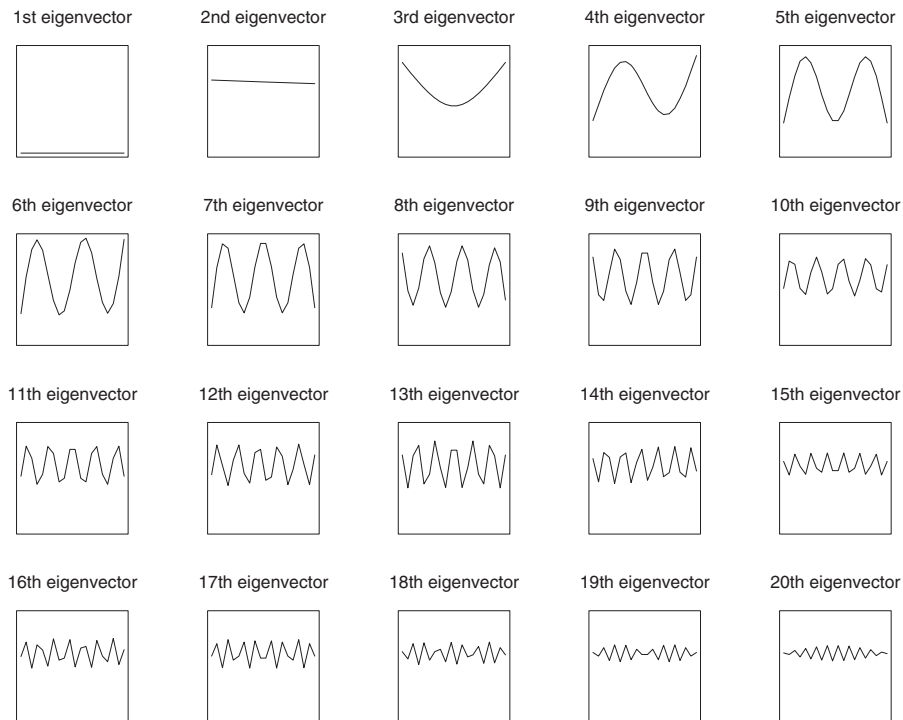 1st eigenvector 2nd eigenvector 3rd eigenvector 4th eigenvector 5th eigenvector
6th eigenvector 7th eigenvector 8th eigenvector 9th eigenvector 10th eigenvector
11th eigenvector 12th eigenvector 13th eigenvector 14th eigenvector 15th eigenvector
16th eigenvector 17th eigenvector 18th eigenvector 19th eigenvector 20th eigenvector